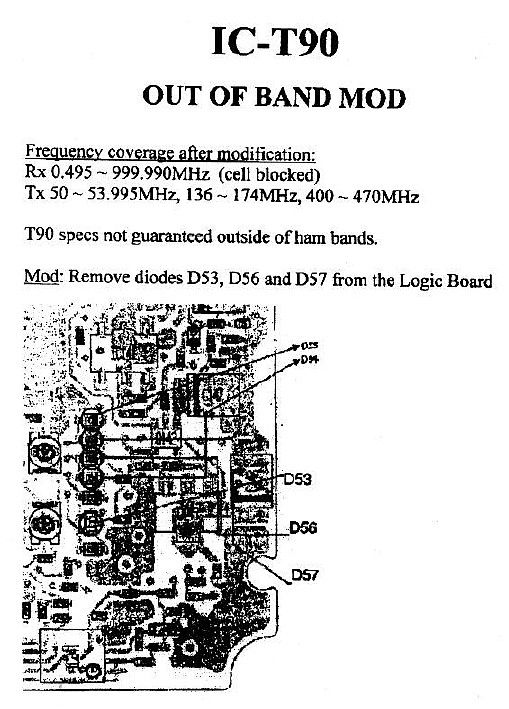 IC-T90
OUT OF BAND MOD
Frequency coverage after modification:
Rx 0.495 ~ 999.990MHz (cell blocked)
Tx 50 ~ 53.995MHz, 136 ~ 174MHz, 400 ~ 470MHz
T90 specs not guaranteed outside of ham bands.
Mod: Remove diodes D53, D56 and D57 from the Logic Board
D53
D56
D57